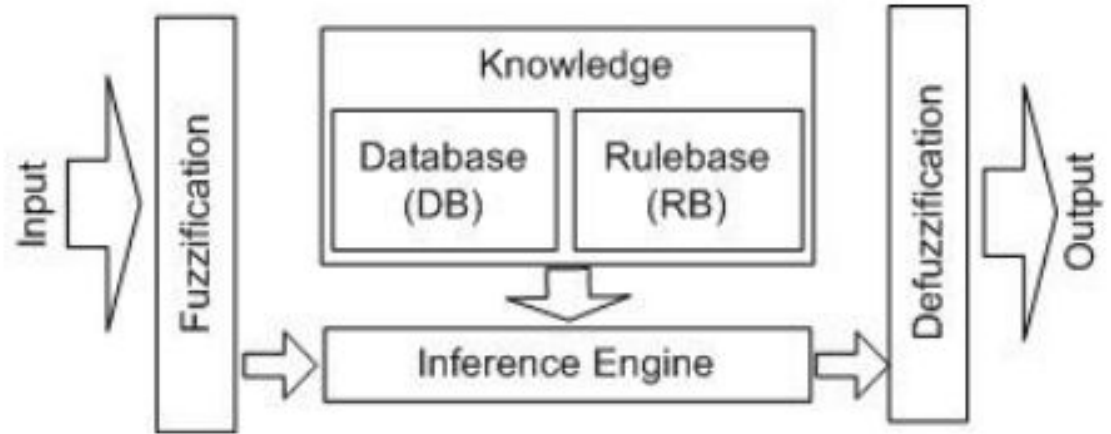 Input
Fuzzification
Knowledge
Database
(DB)
Rulebase
(RB)
Inference Engine
Defuzzification
Output